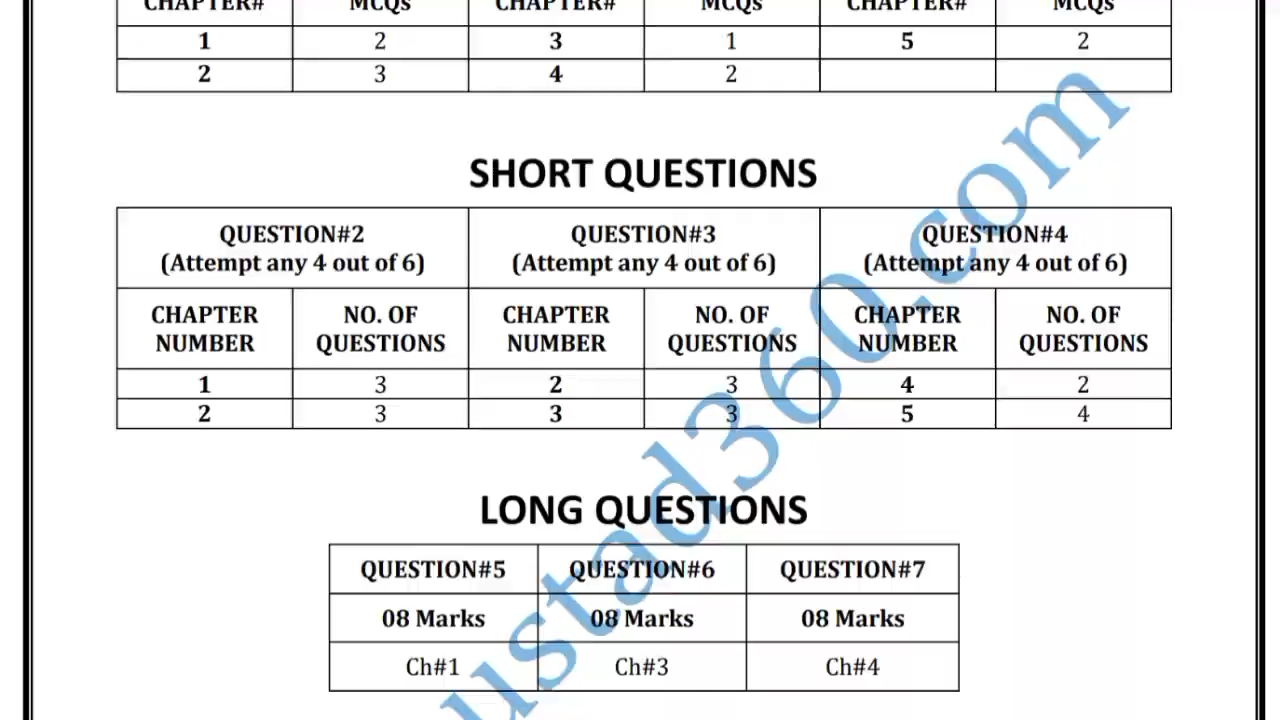 CHAPTER# MCQs CHAPTER# MCQs CHAPTER# MCQs
1 2 3 1 5 2
2 3 4 2
SHORT QUESTIONS
QUESTION#2 QUESTION#3 QUESTION#4
(Attempt any 4 out of 6) (Attempt any 4 out of 6) (Attempt any 4 out of 6)
CHAPTER NO. OF CHAPTER NO. OF CHAPTER NO. OF
NUMBER QUESTIONS NUMBER QUESTIONS NUMBER QUESTIONS
1 3 2 3 4 2
2 3 3 3 5 4
LONG QUESTIONS
QUESTION#5 QUESTION#6 QUESTION#7
08 Marks 08 Marks 08 Marks
Ch#1 Ch#3 Ch#4
ustad360.com